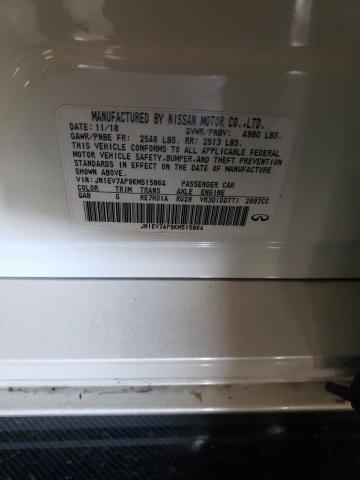 MANUFACTURED BY NISSAN MOTOR CO.,LTD.
DATE: 11/18 GVWR/PNBV: 4980 LBS.
GAWR/PNBE FR: 2546 LBS. RR: 2513 LBS.
THIS VEHICLE CONFORMS TO ALL APPLICABLE FEDERAL
MOTOR VEHICLE SAFETY,BUMPER,AND THEFT PREVENTION
STANDARDS IN EFFECT ON THE DATE OF MANUFACTURE
SHOWN ABOVE.
VIN: JN1EV7AP9KM515864 PASSENGER CAR
COLOR TRIM TRANS AXLE ENGINE
QAB G RE7R01A RG28 VR30(DDTT) 2997CC
JN1EV7AP9KM515864